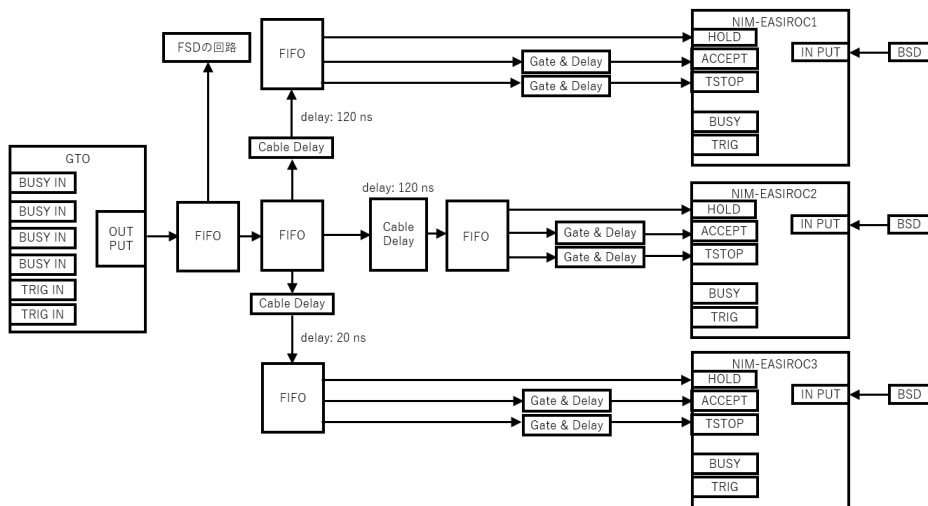 FSDの回路
FIFO
delay: 120 ns
Cable Delay
GTO
BUSY IN
BUSY IN
BUSY IN
BUSY IN
TRIG IN
TRIG IN
OUT
PUT
FIFO
FIFO
delay: 120 ns
Cable
Delay
FIFO
Cable Delay
delay: 20 ns
FIFO
Gate & Delay
Gate & Delay
NIM-EASIROC1
HOLD
ACCEPT
TSTOP
BUSY
TRIG
IN PUT
BSD
Gate & Delay
Gate & Delay
NIM-EASIROC2
HOLD
ACCEPT
TSTOP
BUSY
TRIG
IN PUT
BSD
Gate & Delay
Gate & Delay
NIM-EASIROC3
HOLD
ACCEPT
TSTOP
BUSY
TRIG
IN PUT
BSD